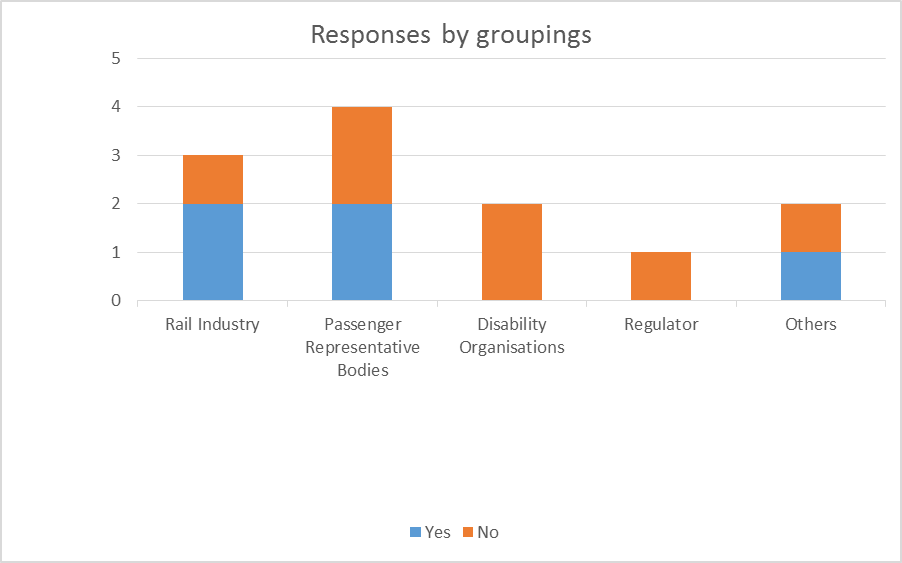 Responses by groupings
5
4
3
2
1
0
Rail Industry
Passenger
Representative
Bodies
Disability
Organisations
Regulator
Others
Yes
No